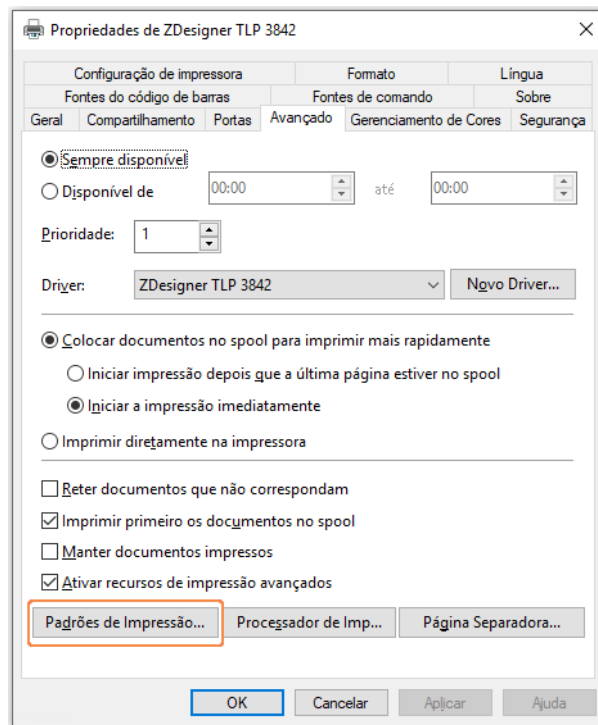 Propriedades de ZDesigner TLP 3842
Configuração de impressora Formato Língua
Fontes do código de barras Fontes de comando Sobre
Geral Compartilhamento Portas Avançado Gerenciamento de Cores Segurança
Sempre disponível
Disponível de 00:00 até 00:00
Prioridade: 1
Driver: ZDesigner TLP 3842 Novo Driver...
Colocar documentos no spool para imprimir mais rapidamente
Iniciar impressão depois que a última página estiver no spool
Iniciar a impressão imediatamente
Imprimir diretamente na impressora
Reter documentos que não correspondam
Imprimir primeiro os documentos no spool
Manter documentos impressos
Ativar recursos de impressão avançados
Padrões de Impressão... Processador de Imp... Página Separadora...
OK Cancelar Aplicar Ajuda